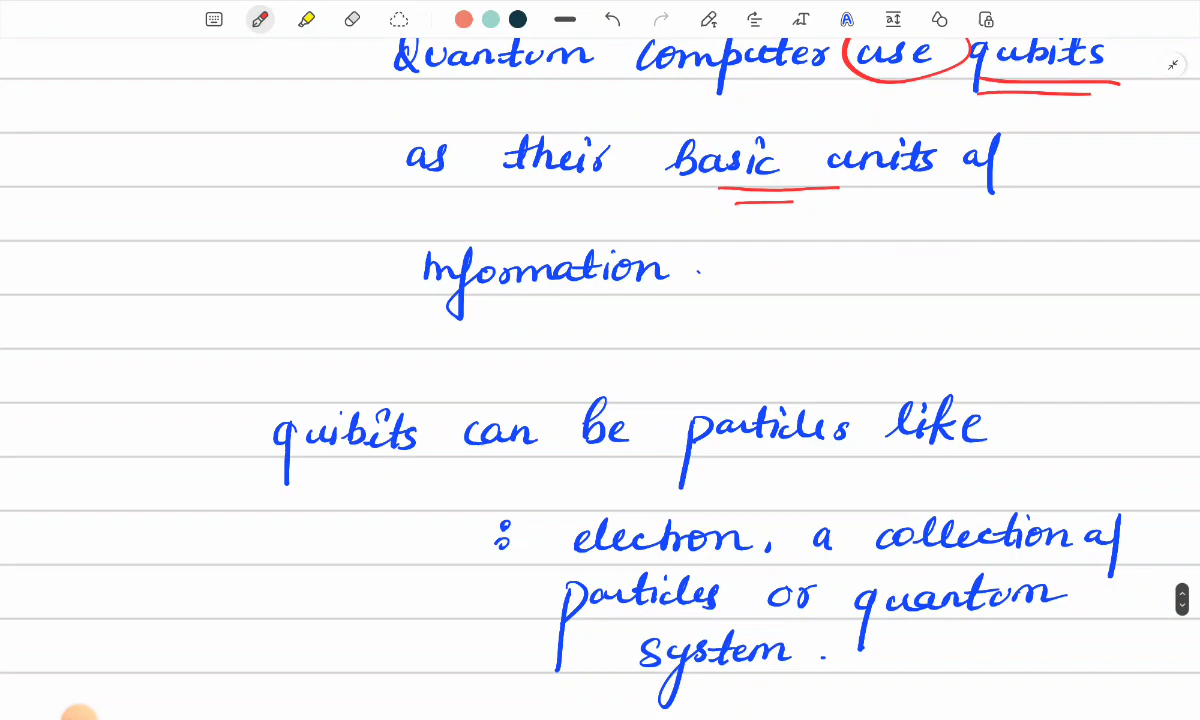 Quantum computer use qubits
as their basic units of
Information.
quibits can be particles like
: electron, a collection of
particles or quantum
system.